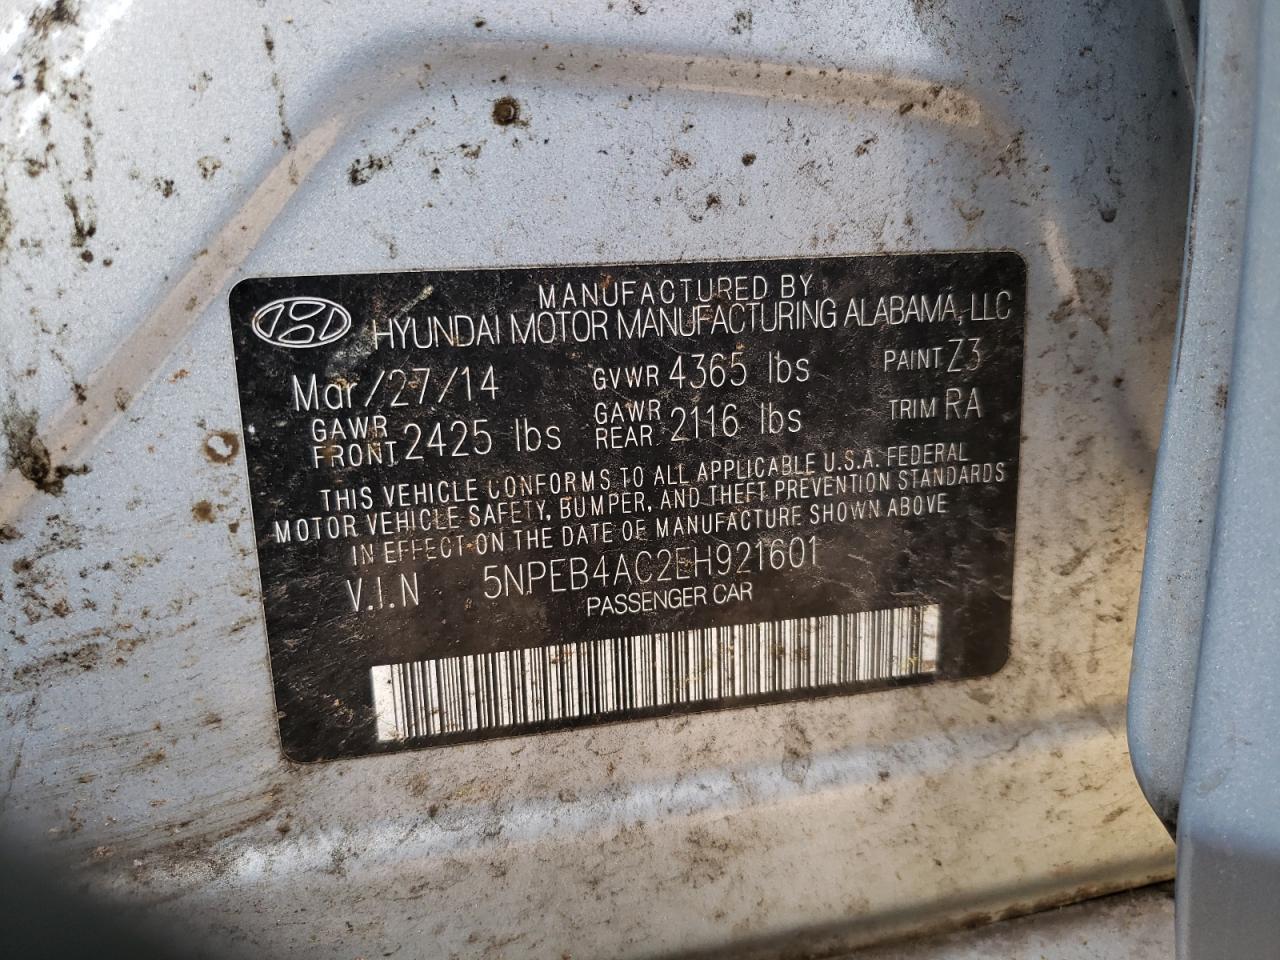 MANUFACTURED BY
HYUNDAI MOTOR MANUFACTURING ALABAMA, LLC
Mar/27/14 GVWR 4365 lbs PAINT Z3
GAWR FRONT 2425 lbs GAWR REAR 2116 lbs TRIM RA
THIS VEHICLE CONFORMS TO ALL APPLICABLE U.S.A. FEDERAL
MOTOR VEHICLE SAFETY, BUMPER, AND THEFT PREVENTION STANDARDS
IN EFFECT ON THE DATE OF MANUFACTURE SHOWN ABOVE
V.I.N 5NPEB4AC2EH921601
PASSENGER CAR